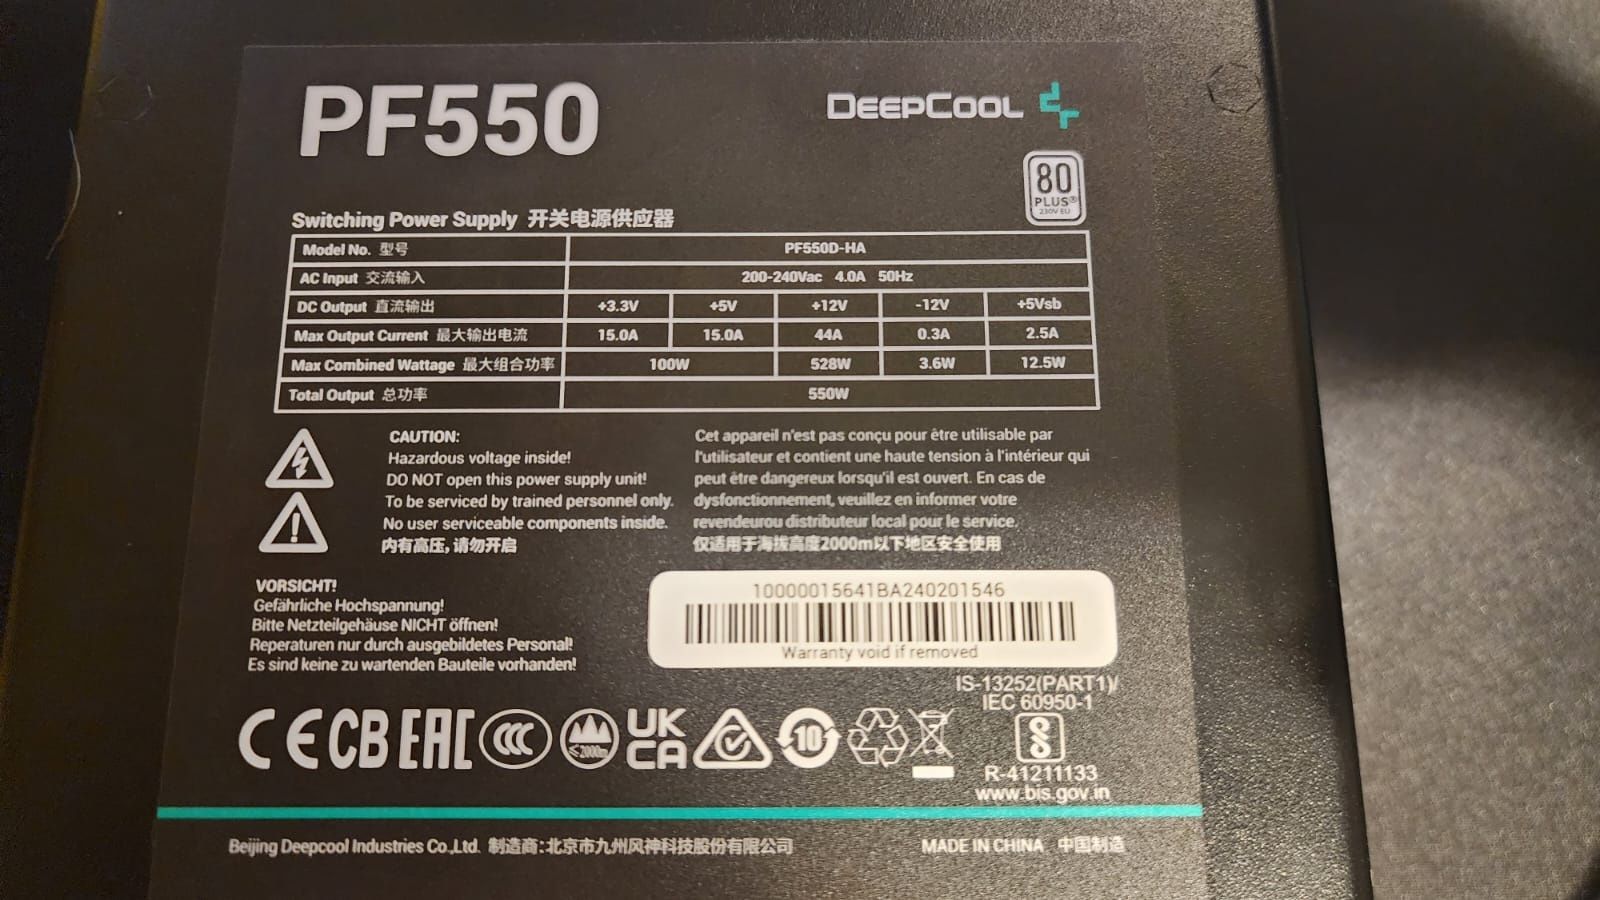 PF550
DEEPCOOL
80
PLUS®
230V EU
Switching Power Supply 开关电源供应器
Model No. 型号 PF550D-HA
AC Input 交流输入 200-240Vac 4.0A 50Hz
DC Output 直流输出 +3.3V +5V +12V -12V +5Vsb
Max Output Current 最大输出电流 15.0A 15.0A 44A 0.3A 2.5A
Max Combined Wattage 最大组合功率 100W 528W 3.6W 12.5W
Total Output 总功率 550W
CAUTION:
Hazardous voltage inside!
DO NOT open this power supply unit!
To be serviced by trained personnel only.
No user serviceable components inside.
内有高压,请勿开启
Cet appareil n'est pas conçu pour être utilisable par
l'utilisateur et contient une haute tension à l'intérieur qui
peut être dangereux lorsqu'il est ouvert. En cas de
dysfonctionnement, veuillez en informer votre
revendeurou distributeur local pour le service.
仅适用于海拔高度2000m以下地区安全使用
VORSICHT!
Gefährliche Hochspannung!
Bitte Netzteilgehäuse NICHT öffnen!
Reperaturen nur durch ausgebildetes Personal!
Es sind keine zu wartenden Bauteile vorhanden!
10000015641BA240201546
Warranty void if removed
IS-13252(PART1)/
IEC 60950-1
CE CB EAC CCC ≤2000m UK CA 10
R-41211133
www.bis.gov.in
Beijing Deepcool Industries Co.,Ltd. 制造商:北京市九州风神科技股份有限公司
MADE IN CHINA 中国制造